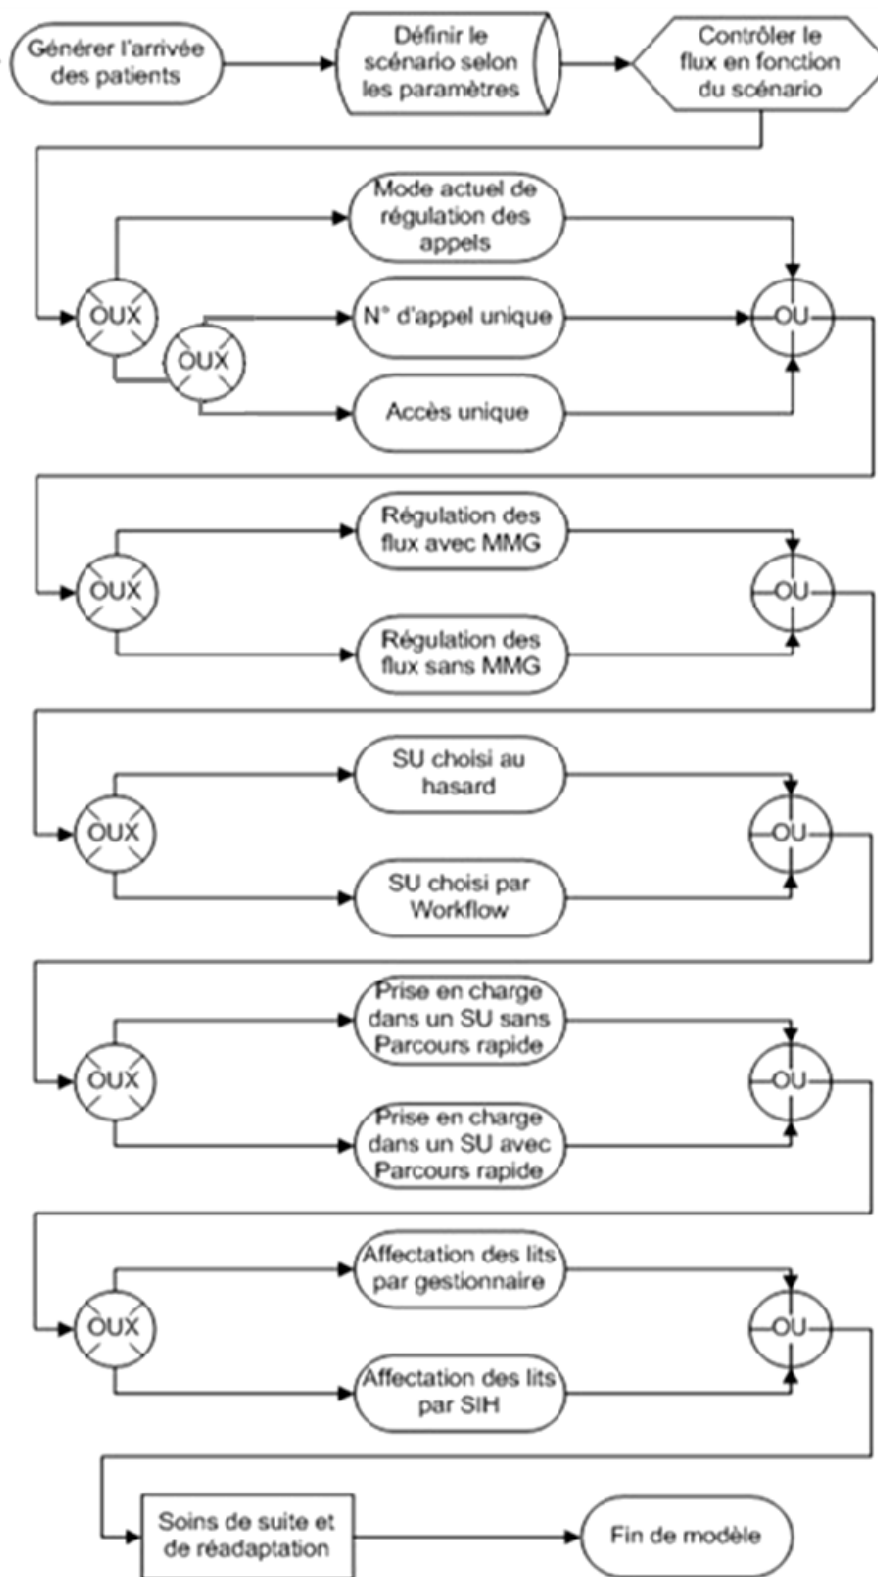 Générer l'arrivée
des patients
Définir le
scénario selon
les paramètres
Contrôler le
flux en fonction
du scénario
Mode actuel de
régulation des
appels
OUX
N° d'appel unique
OU
OUX
Accès unique
Régulation des
flux avec MMG
OUX
OU
Régulation des
flux sans MMG
SU choisi au
hasard
OUX
OU
SU choisi par
Workflow
Prise en charge
dans un SU sans
Parcours rapide
OUX
OU
Prise en charge
dans un SU avec
Parcours rapide
Affectation des lits
par gestionnaire
OUX
OU
Affectation des lits
par SIH
Soins de suite et
de réadaptation
Fin de modèle